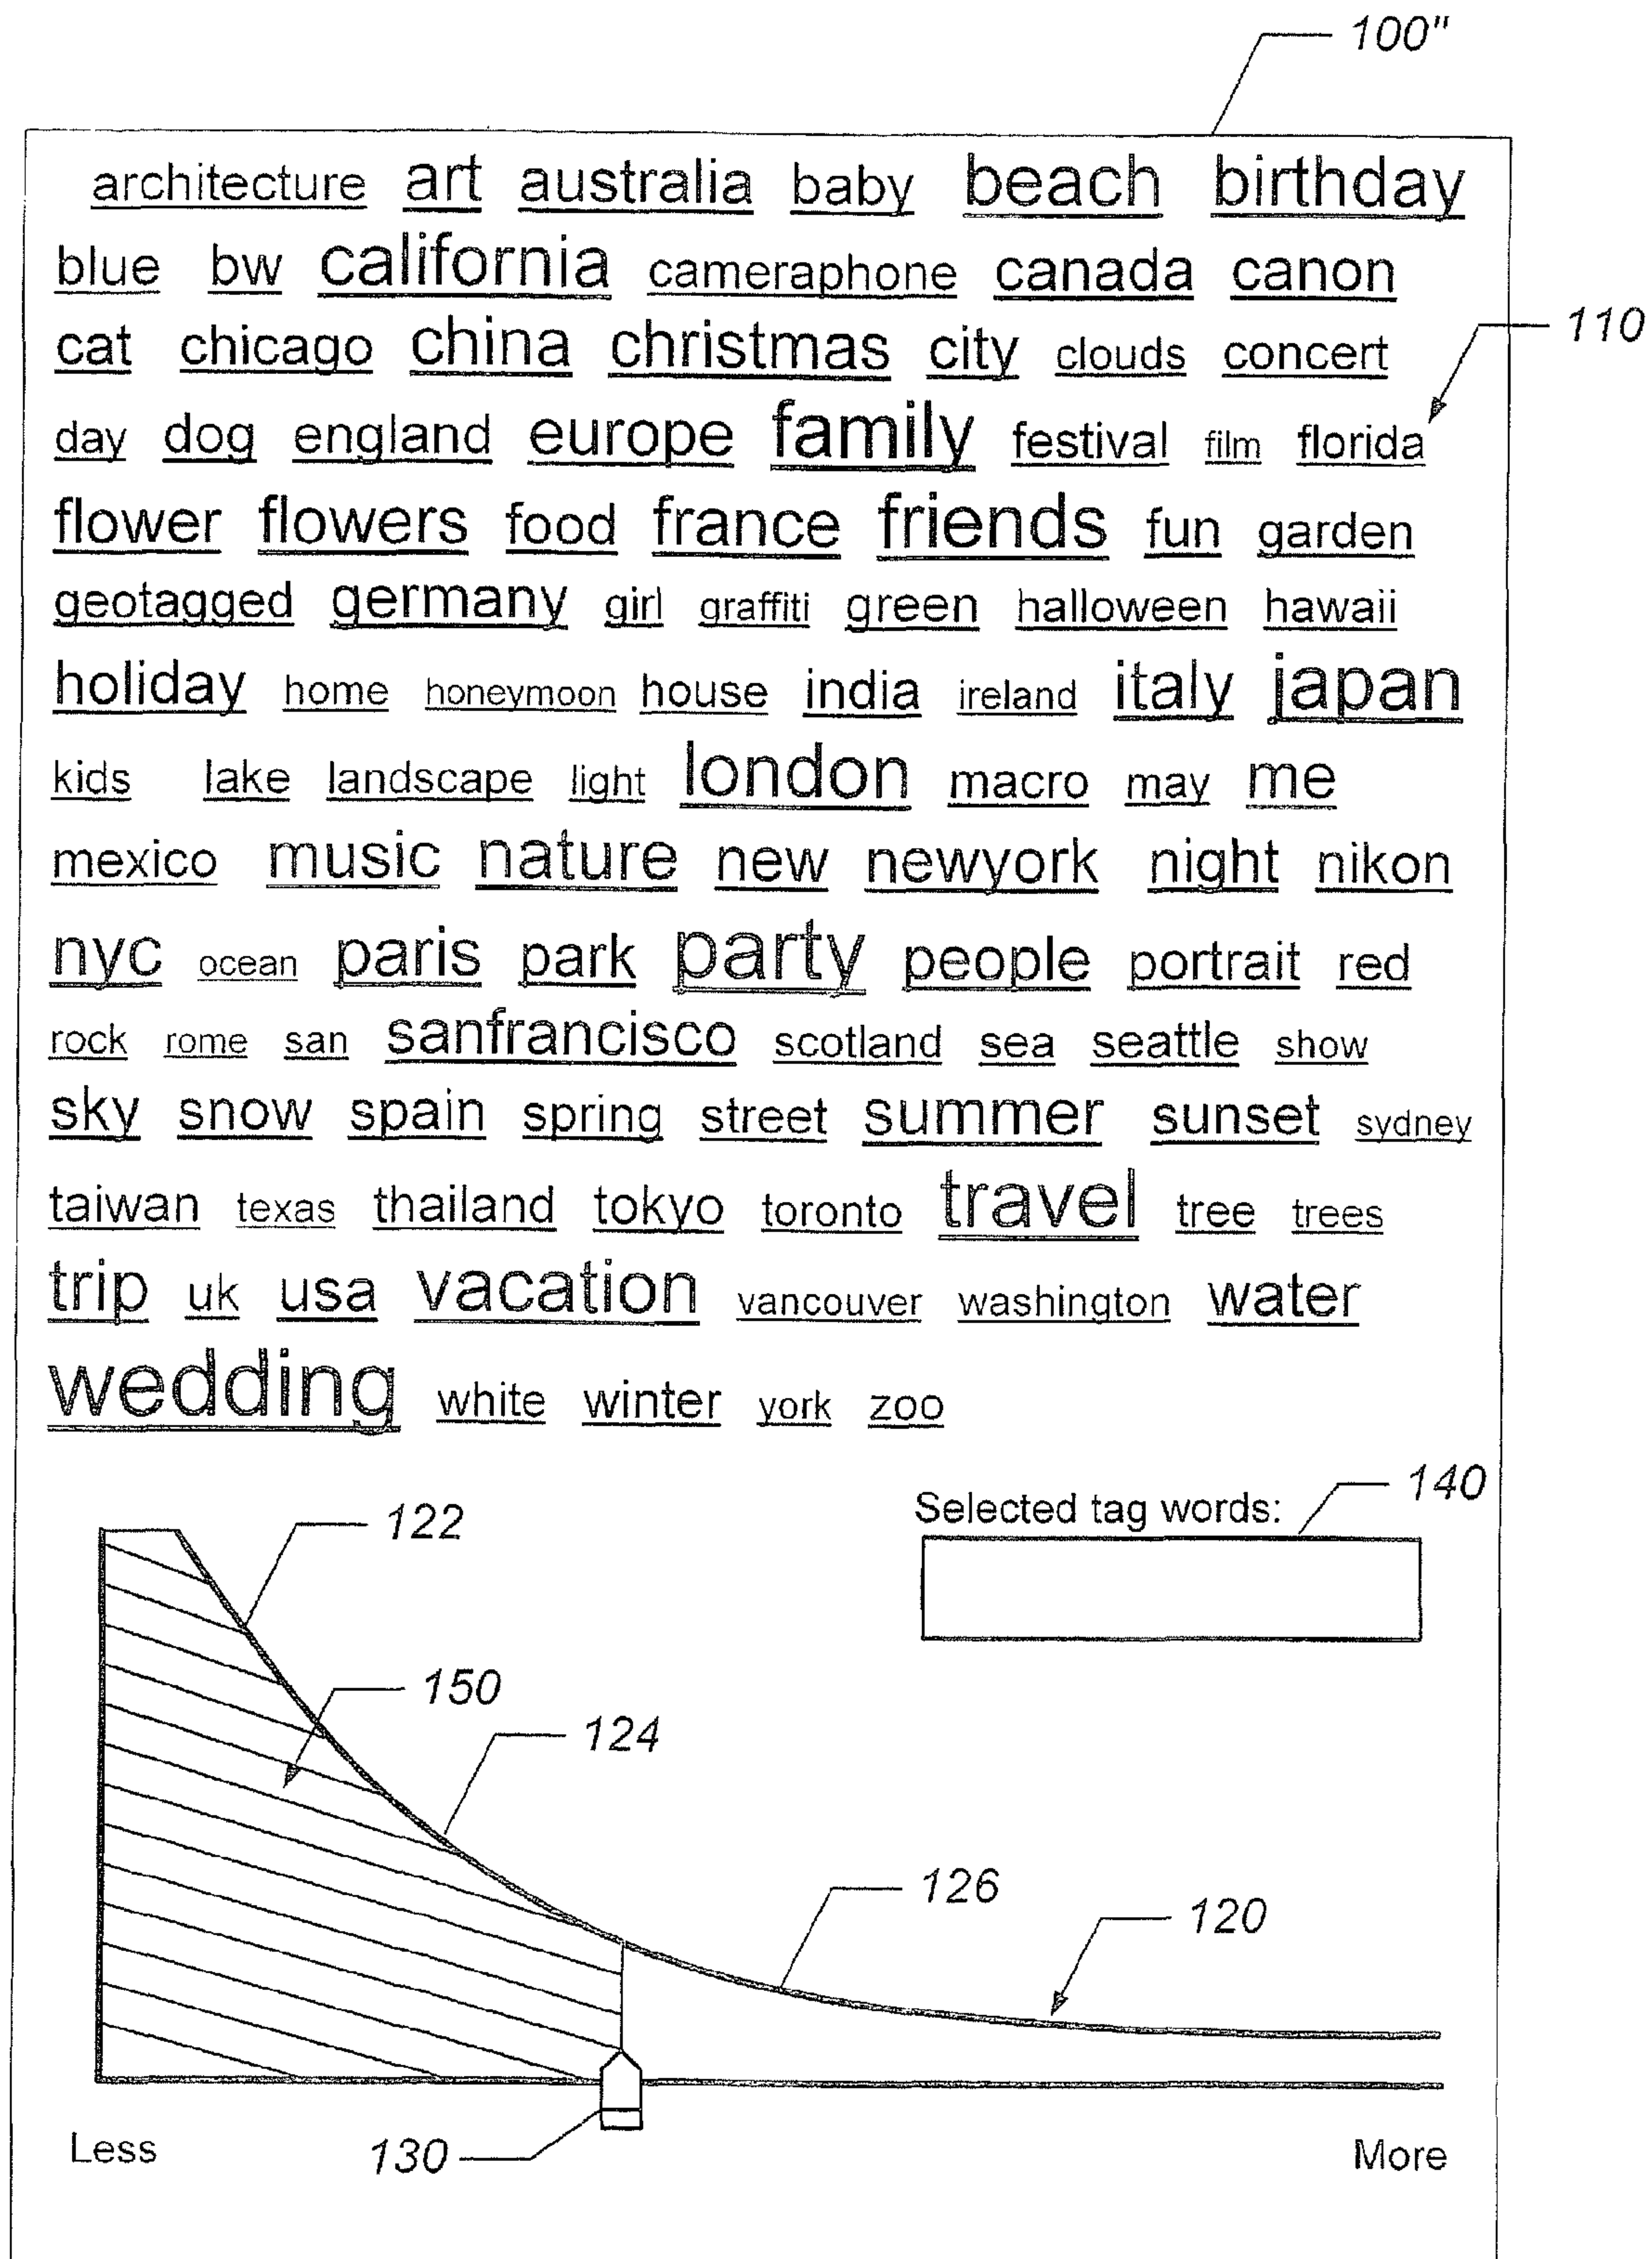 100"
architecture art australia baby beach birthday
blue bw california cameraphone canada canon
cat chicago china christmas city clouds concert
110
day dog england europe family festival film florida
flower flowers food france friends fun garden
geotagged germany girl graffiti green halloween hawaii
holiday home honeymoon house india ireland italy japan
kids lake landscape light london macro may me
mexico music nature new newyork night nikon
nyc ocean paris park party people portrait red
rock rome san sanfrancisco scotland sea seattle show
sky snow spain spring street summer sunset sydney
taiwan texas thailand tokyo toronto travel tree trees
trip uk usa vacation vancouver washington water
wedding white winter york zoo
140
Selected tag words:
122
150
124
126
120
130
Less
More